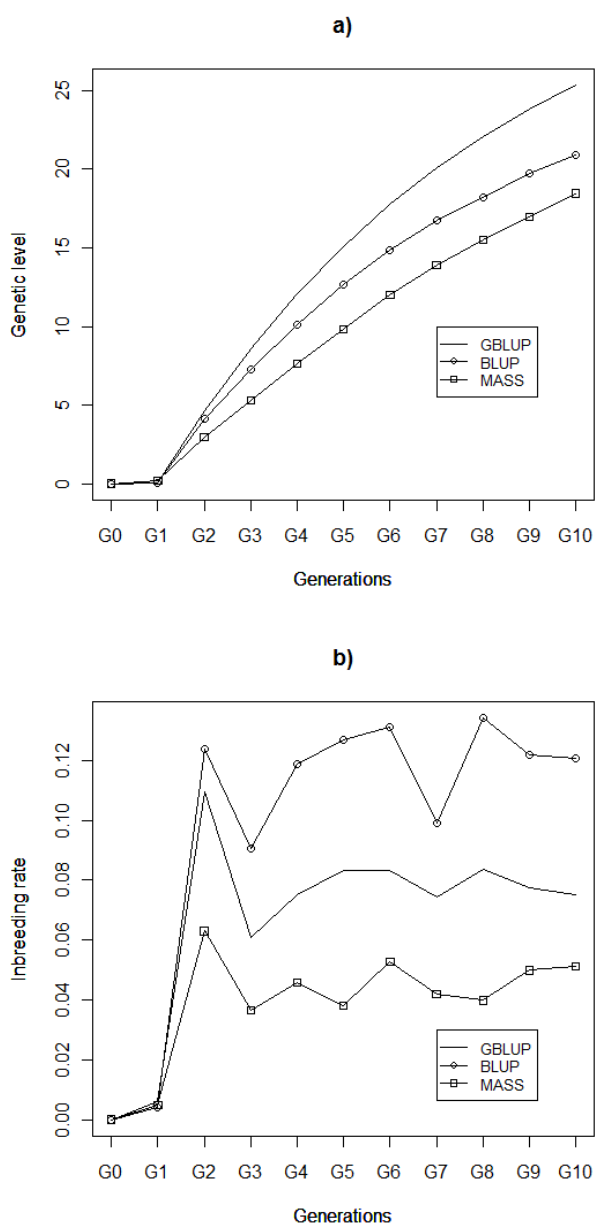 a)
Genetic level
25
20
15
10
5
0
GBLUP
BLUP
MASS
G0 G1 G2 G3 G4 G5 G6 G7 G8 G9 G10
Generations
b)
Inbreeding rate
0.12
0.10
0.08
0.06
0.04
0.02
0.00
GBLUP
BLUP
MASS
G0 G1 G2 G3 G4 G5 G6 G7 G8 G9 G10
Generations